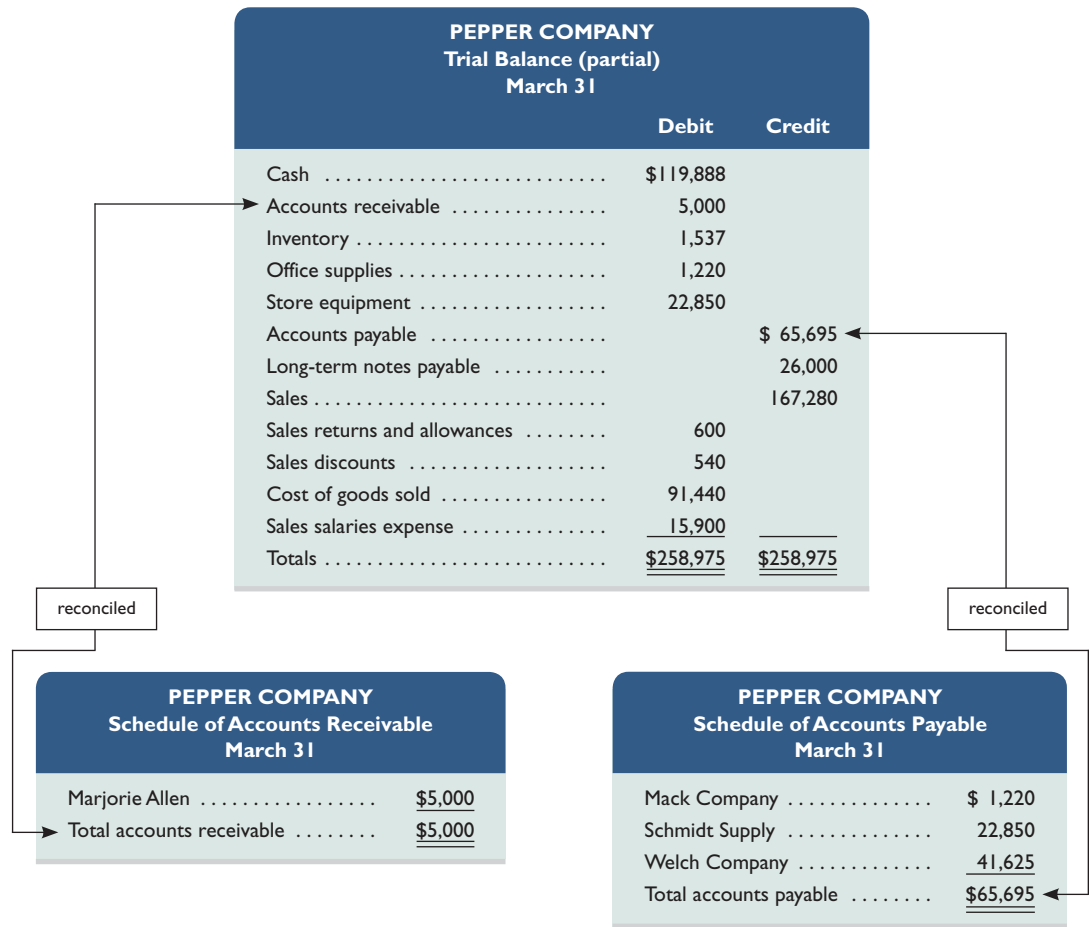 PEPPER COMPANY
Trial Balance (partial)
March 31
Debit Credit
Cash .......................... $119,888
Accounts receivable ............... 5,000
Inventory ........................ 1,537
Office supplies .................... 1,220
Store equipment .................. 22,850
Accounts payable ................. $ 65,695
Long-term notes payable ........... 26,000
Sales ............................ 167,280
Sales returns and allowances ........ 600
Sales discounts ................... 540
Cost of goods sold ................ 91,440
Sales salaries expense .............. 15,900
Totals ........................... $258,975 $258,975
reconciled
reconciled
PEPPER COMPANY
Schedule of Accounts Receivable
March 31
Marjorie Allen ................. $5,000
Total accounts receivable ........ $5,000
PEPPER COMPANY
Schedule of Accounts Payable
March 31
Mack Company .............. $ 1,220
Schmidt Supply .............. 22,850
Welch Company ............. 41,625
Total accounts payable ........ $65,695